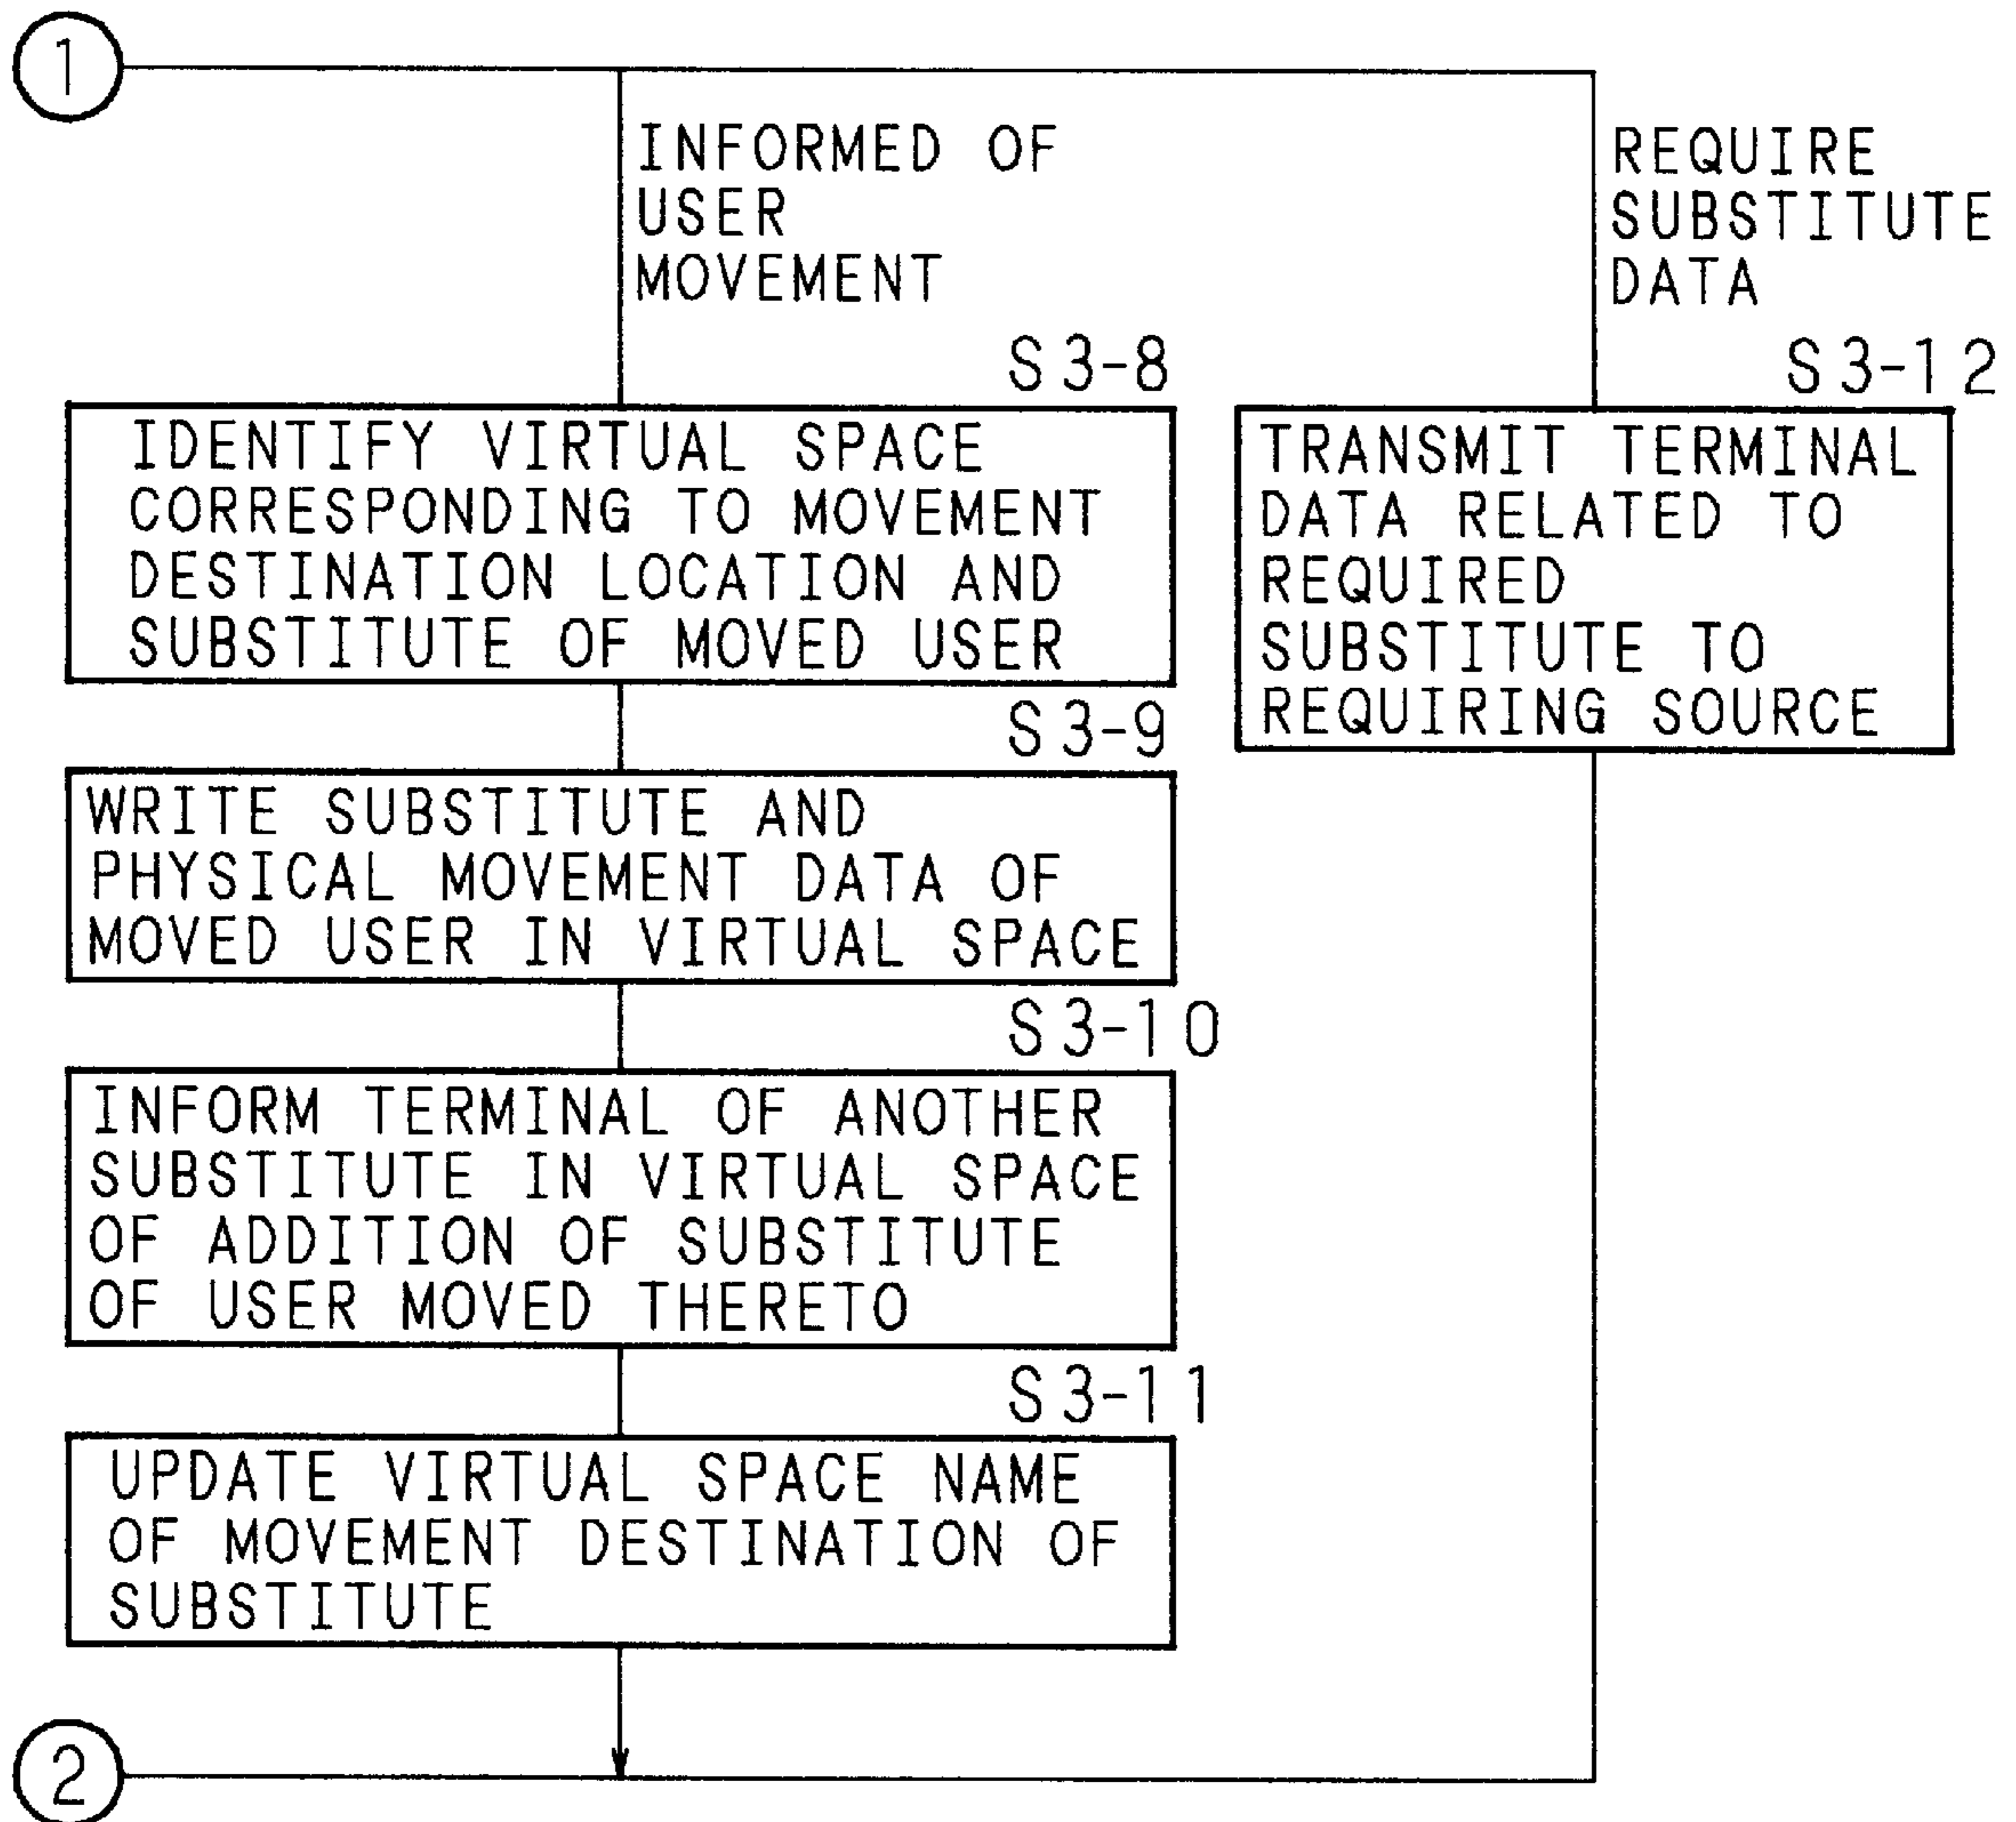 1
INFORMED OF
USER
MOVEMENT
REQUIRE
SUBSTITUTE
DATA
S3-8
IDENTIFY VIRTUAL SPACE
CORRESPONDING TO MOVEMENT
DESTINATION LOCATION AND
SUBSTITUTE OF MOVED USER
S3-12
TRANSMIT TERMINAL
DATA RELATED TO
REQUIRED
SUBSTITUTE TO
REQUIRING SOURCE
S3-9
WRITE SUBSTITUTE AND
PHYSICAL MOVEMENT DATA OF
MOVED USER IN VIRTUAL SPACE
S3-10
INFORM TERMINAL OF ANOTHER
SUBSTITUTE IN VIRTUAL SPACE
OF ADDITION OF SUBSTITUTE
OF USER MOVED THERETO
S3-11
UPDATE VIRTUAL SPACE NAME
OF MOVEMENT DESTINATION OF
SUBSTITUTE
2